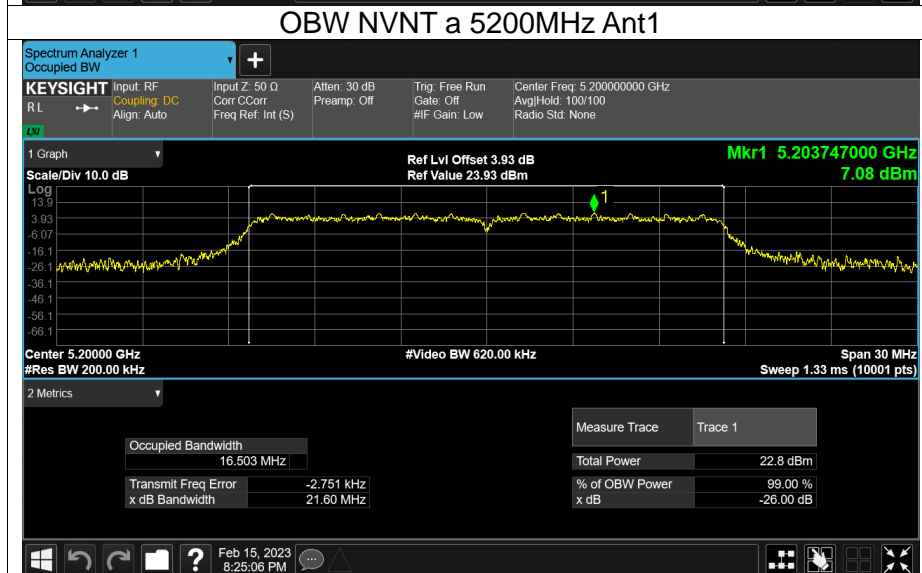 OBW NVNT a 5200MHz Ant1
Spectrum Analyzer 1
Occupied BW
KEYSIGHT
R L
LXI
Input: RF
Coupling: DC
Align: Auto
Input Z: 50 Ω
Corr CCorr
Freq Ref: Int (S)
Atten: 30 dB
Preamp: Off
Trig: Free Run
Gate: Off
#IF Gain: Low
Center Freq: 5.200000000 GHz
Avg|Hold: 100/100
Radio Std: None
1 Graph
Scale/Div 10.0 dB
Ref Lvl Offset 3.93 dB
Ref Value 23.93 dBm
Mkr1 5.203747000 GHz
7.08 dBm
Log
13.9
3.93
-6.07
-16.1
-26.1
-36.1
-46.1
-56.1
-66.1
1
Center 5.20000 GHz
#Res BW 200.00 kHz
#Video BW 620.00 kHz
Span 30 MHz
Sweep 1.33 ms (10001 pts)
2 Metrics
Occupied Bandwidth
16.503 MHz
Transmit Freq Error -2.751 kHz
x dB Bandwidth 21.60 MHz
Measure Trace Trace 1
Total Power 22.8 dBm
% of OBW Power 99.00 %
x dB -26.00 dB
?
Feb 15, 2023
8:25:06 PM